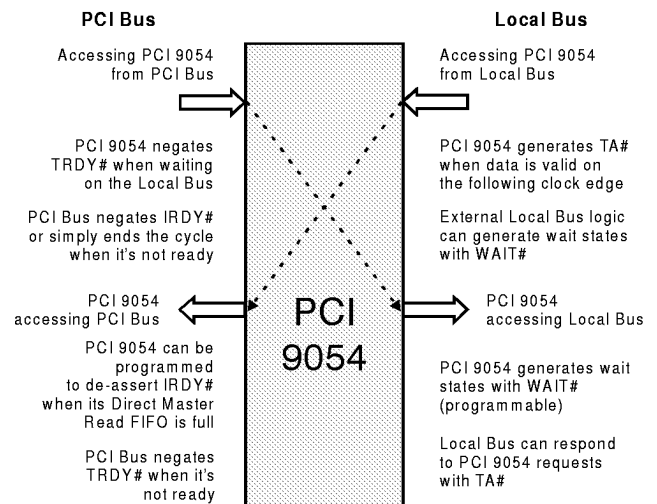 PCI Bus
Accessing PCI 9054
from PCI Bus
PCI 9054 negates
TRDY# when waiting
on the Local Bus
PCI Bus negates IRDY#
or simply ends the cycle
when it's not ready
PCI 9054
accessing PCI Bus
PCI 9054 can be
programmed
to de-assert IRDY#
when its Direct Master
Read FIFO is full
PCI Bus negates
TRDY# when it's
not ready
PCI
9054
Local Bus
Accessing PCI 9054
from Local Bus
PCI 9054 generates TA#
when data is valid on
the following clock edge
External Local Bus logic
can generate wait states
with WAIT#
PCI 9054
accessing Local Bus
PCI 9054 generates wait
states with WAIT#
(programmable)
Local Bus can respond
to PCI 9054 requests
with TA#